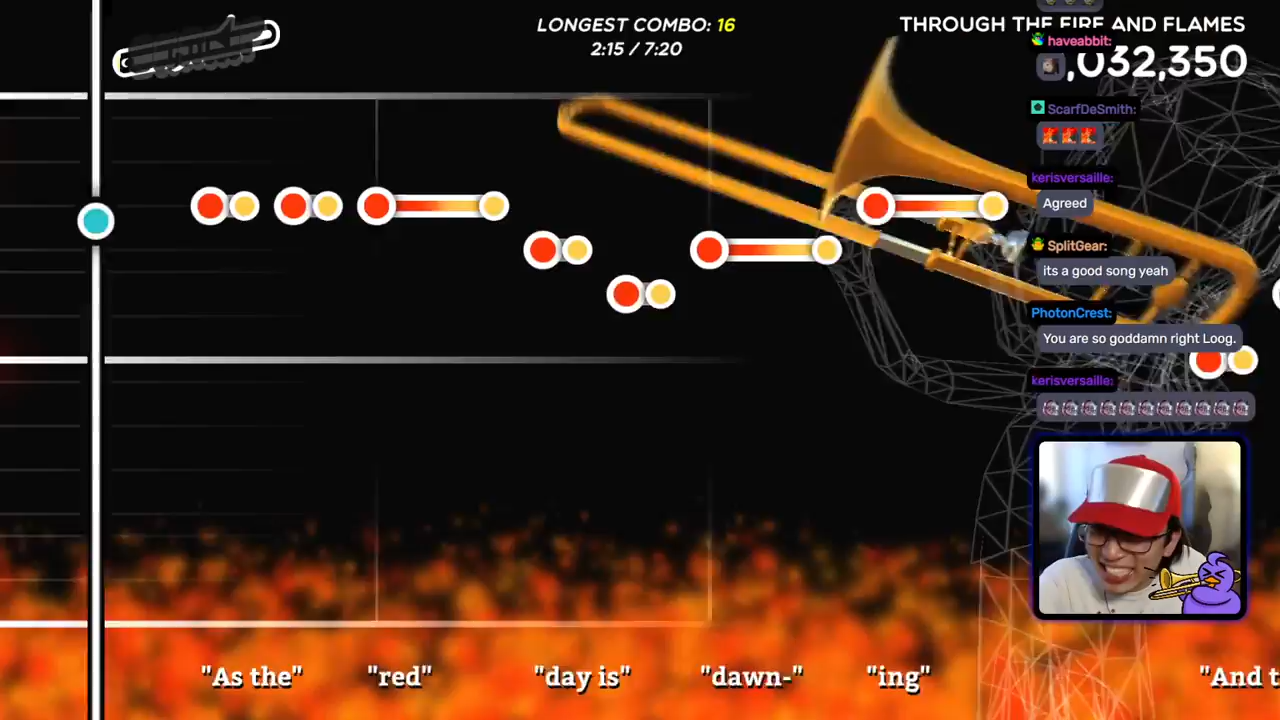 LONGEST COMBO: 16
2:15 / 7:20
THROUGH THE FIRE AND FLAMES
,032,350
haveabbit:
ScarfDeSmith:
kerisversaille:
Agreed
SplitGear:
its a good song yeah
PhotonCrest:
You are so goddamn right Loog.
kerisversaille:
"As the" "red" "day is" "dawn-" "ing" "And t